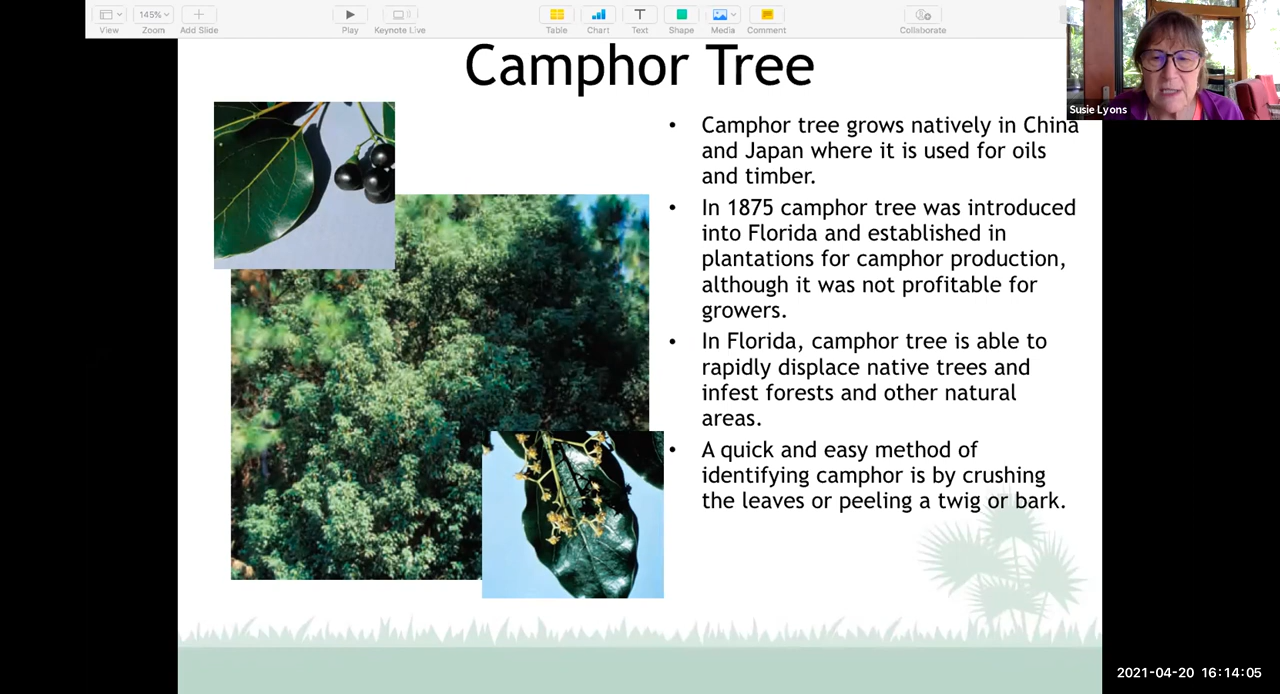 145%
View
Zoom
Add Slide
Play
Keynote Live
Table
Chart
Text
Shape
Media
Comment
Collaborate
Camphor Tree
Susie Lyons
• Camphor tree grows natively in China
and Japan where it is used for oils
and timber.
• In 1875 camphor tree was introduced
into Florida and established in
plantations for camphor production,
although it was not profitable for
growers.
• In Florida, camphor tree is able to
rapidly displace native trees and
infest forests and other natural
areas.
• A quick and easy method of
identifying camphor is by crushing
the leaves or peeling a twig or bark.
2021-04-20 16:14:05